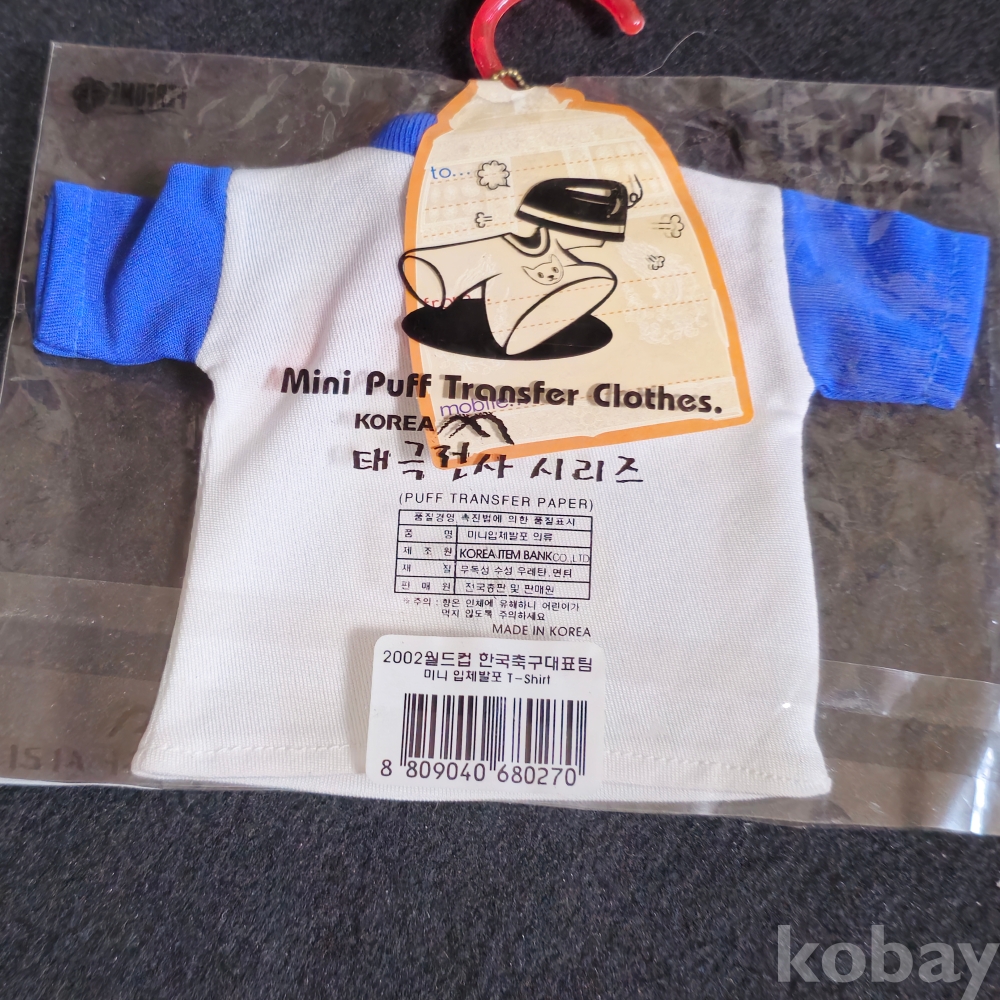 to...
from
Mini Puff Transfer Clothes.
mobile...
KOREA
태극전사 시리즈
(PUFF TRANSFER PAPER)
품질경영 촉진법에 의한 품질표시
품 명 미니입체발포 의류
제 조 원 KOREA ITEM BANK CO.,LTD
재 질 무독성 수성 우레탄, 면티
판 매 원 전국총판 및 판매원
※주의 : 향은 인체에 유해하니 어린이가
먹지 않도록 주의하세요
MADE IN KOREA
2002월드컵 한국축구대표팀
미니 입체발포 T-Shirt
8 809040 680270
kobay